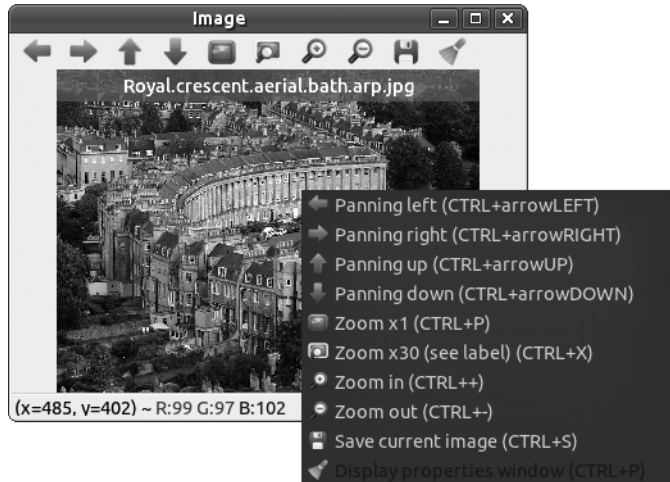 Image
Royal.crescent.aerial.bath.arp.jpg
Panning left (CTRL+arrowLEFT)
Panning right (CTRL+arrowRIGHT)
Panning up (CTRL+arrowUP)
Panning down (CTRL+arrowDOWN)
Zoom x1 (CTRL+P)
Zoom x30 (see label) (CTRL+X)
Zoom in (CTRL++)
Zoom out (CTRL+-)
Save current image (CTRL+S)
Display properties window (CTRL+P)
(x=485, y=402) ~ R:99 G:97 B:102